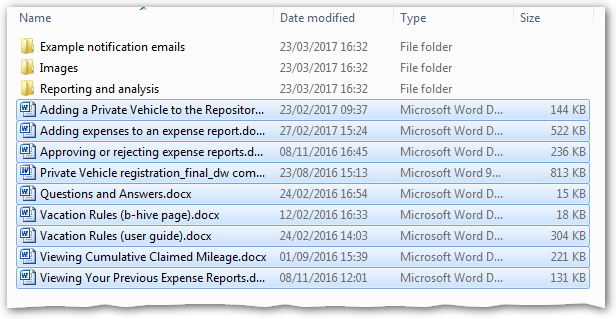 Name Date modified Type Size
Example notification emails 23/03/2017 16:32 File folder
Images 23/03/2017 16:32 File folder
Reporting and analysis 23/03/2017 16:32 File folder
Adding a Private Vehicle to the Repositor... 23/02/2017 09:37 Microsoft Word D... 144 KB
Adding expenses to an expense report.do... 27/02/2017 15:24 Microsoft Word D... 522 KB
Approving or rejecting expense reports.d... 08/11/2016 16:45 Microsoft Word D... 236 KB
Private Vehicle registration_final_dw com... 23/08/2016 15:13 Microsoft Word 9... 813 KB
Questions and Answers.docx 24/02/2016 16:54 Microsoft Word D... 15 KB
Vacation Rules (b-hive page).docx 12/02/2016 16:33 Microsoft Word D... 18 KB
Vacation Rules (user guide).docx 24/02/2016 14:03 Microsoft Word D... 304 KB
Viewing Cumulative Claimed Mileage.docx 01/09/2016 15:39 Microsoft Word D... 221 KB
Viewing Your Previous Expense Reports.d... 08/11/2016 12:01 Microsoft Word D... 131 KB